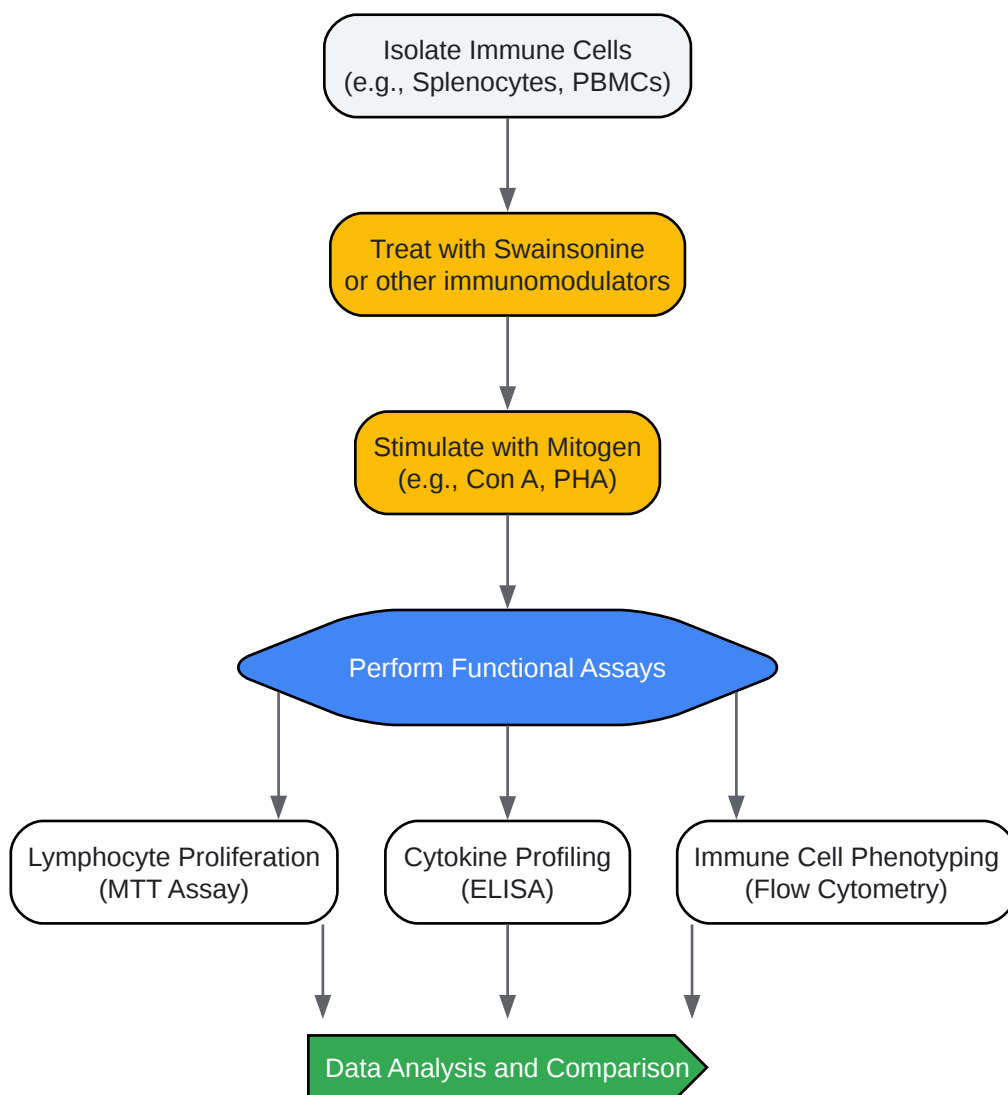 Isolate Immune Cells
(e.g., Splenocytes, PBMCs)
Treat with Swainsonine
or other immunomodulators
Stimulate with Mitogen
(e.g., Con A, PHA)
Perform Functional Assays
Lymphocyte Proliferation
(MTT Assay)
Cytokine Profiling
(ELISA)
Immune Cell Phenotyping
(Flow Cytometry)
Data Analysis and Comparison